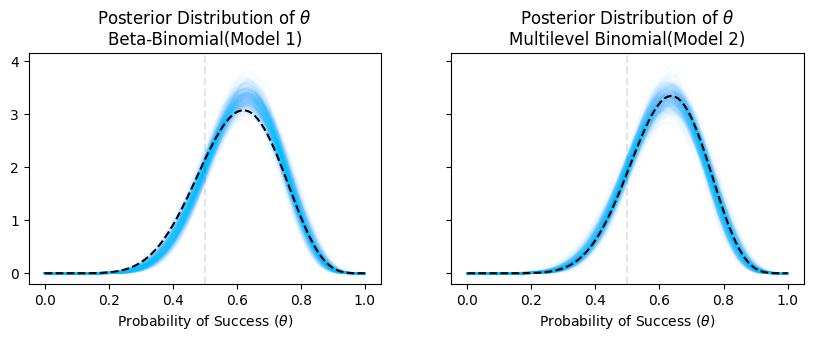 Posterior Distribution of θ
Beta-Binomial(Model 1)
4
3
2
1
0
0.0 0.2 0.4 0.6 0.8 1.0
Probability of Success (θ)
Posterior Distribution of θ
Multilevel Binomial(Model 2)
0.0 0.2 0.4 0.6 0.8 1.0
Probability of Success (θ)